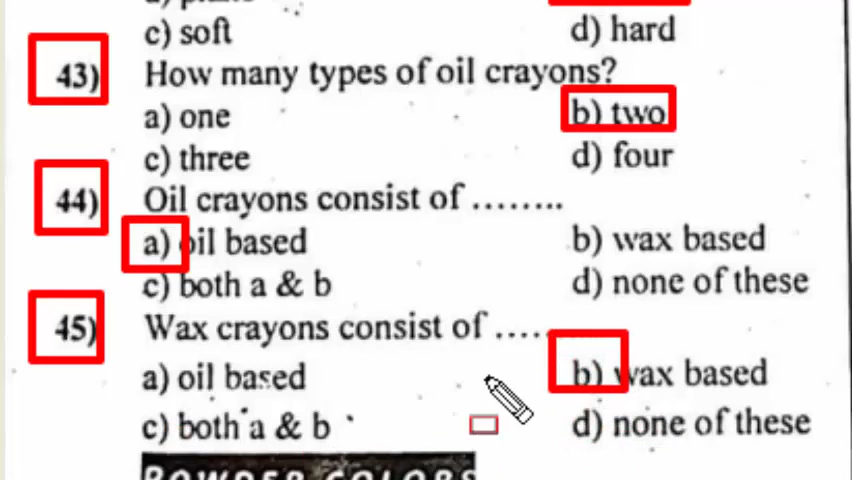 c) soft d) hard
43) How many types of oil crayons?
a) one b) two
c) three d) four
44) Oil crayons consist of ........
a) oil based b) wax based
c) both a & b d) none of these
45) Wax crayons consist of .....
a) oil based b) wax based
c) both a & b d) none of these
POWDER COLORS